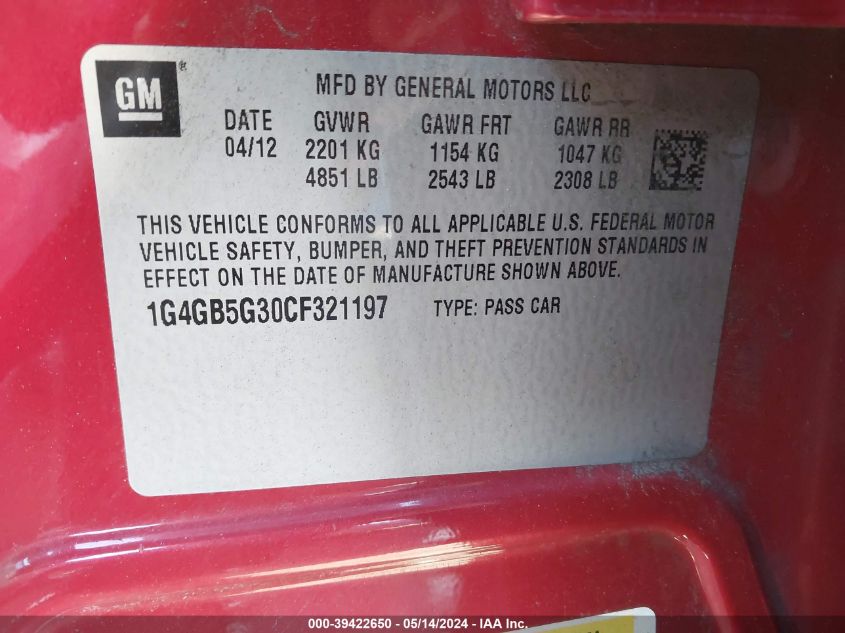 GM®
MFD BY GENERAL MOTORS LLC
DATE GVWR GAWR FRT GAWR RR
04/12 2201 KG 1154 KG 1047 KG
4851 LB 2543 LB 2308 LB
THIS VEHICLE CONFORMS TO ALL APPLICABLE U.S. FEDERAL MOTOR
VEHICLE SAFETY, BUMPER, AND THEFT PREVENTION STANDARDS IN
EFFECT ON THE DATE OF MANUFACTURE SHOWN ABOVE.
1G4GB5G30CF321197 TYPE: PASS CAR
000-39422650 - 05/14/2024 - IAA Inc.